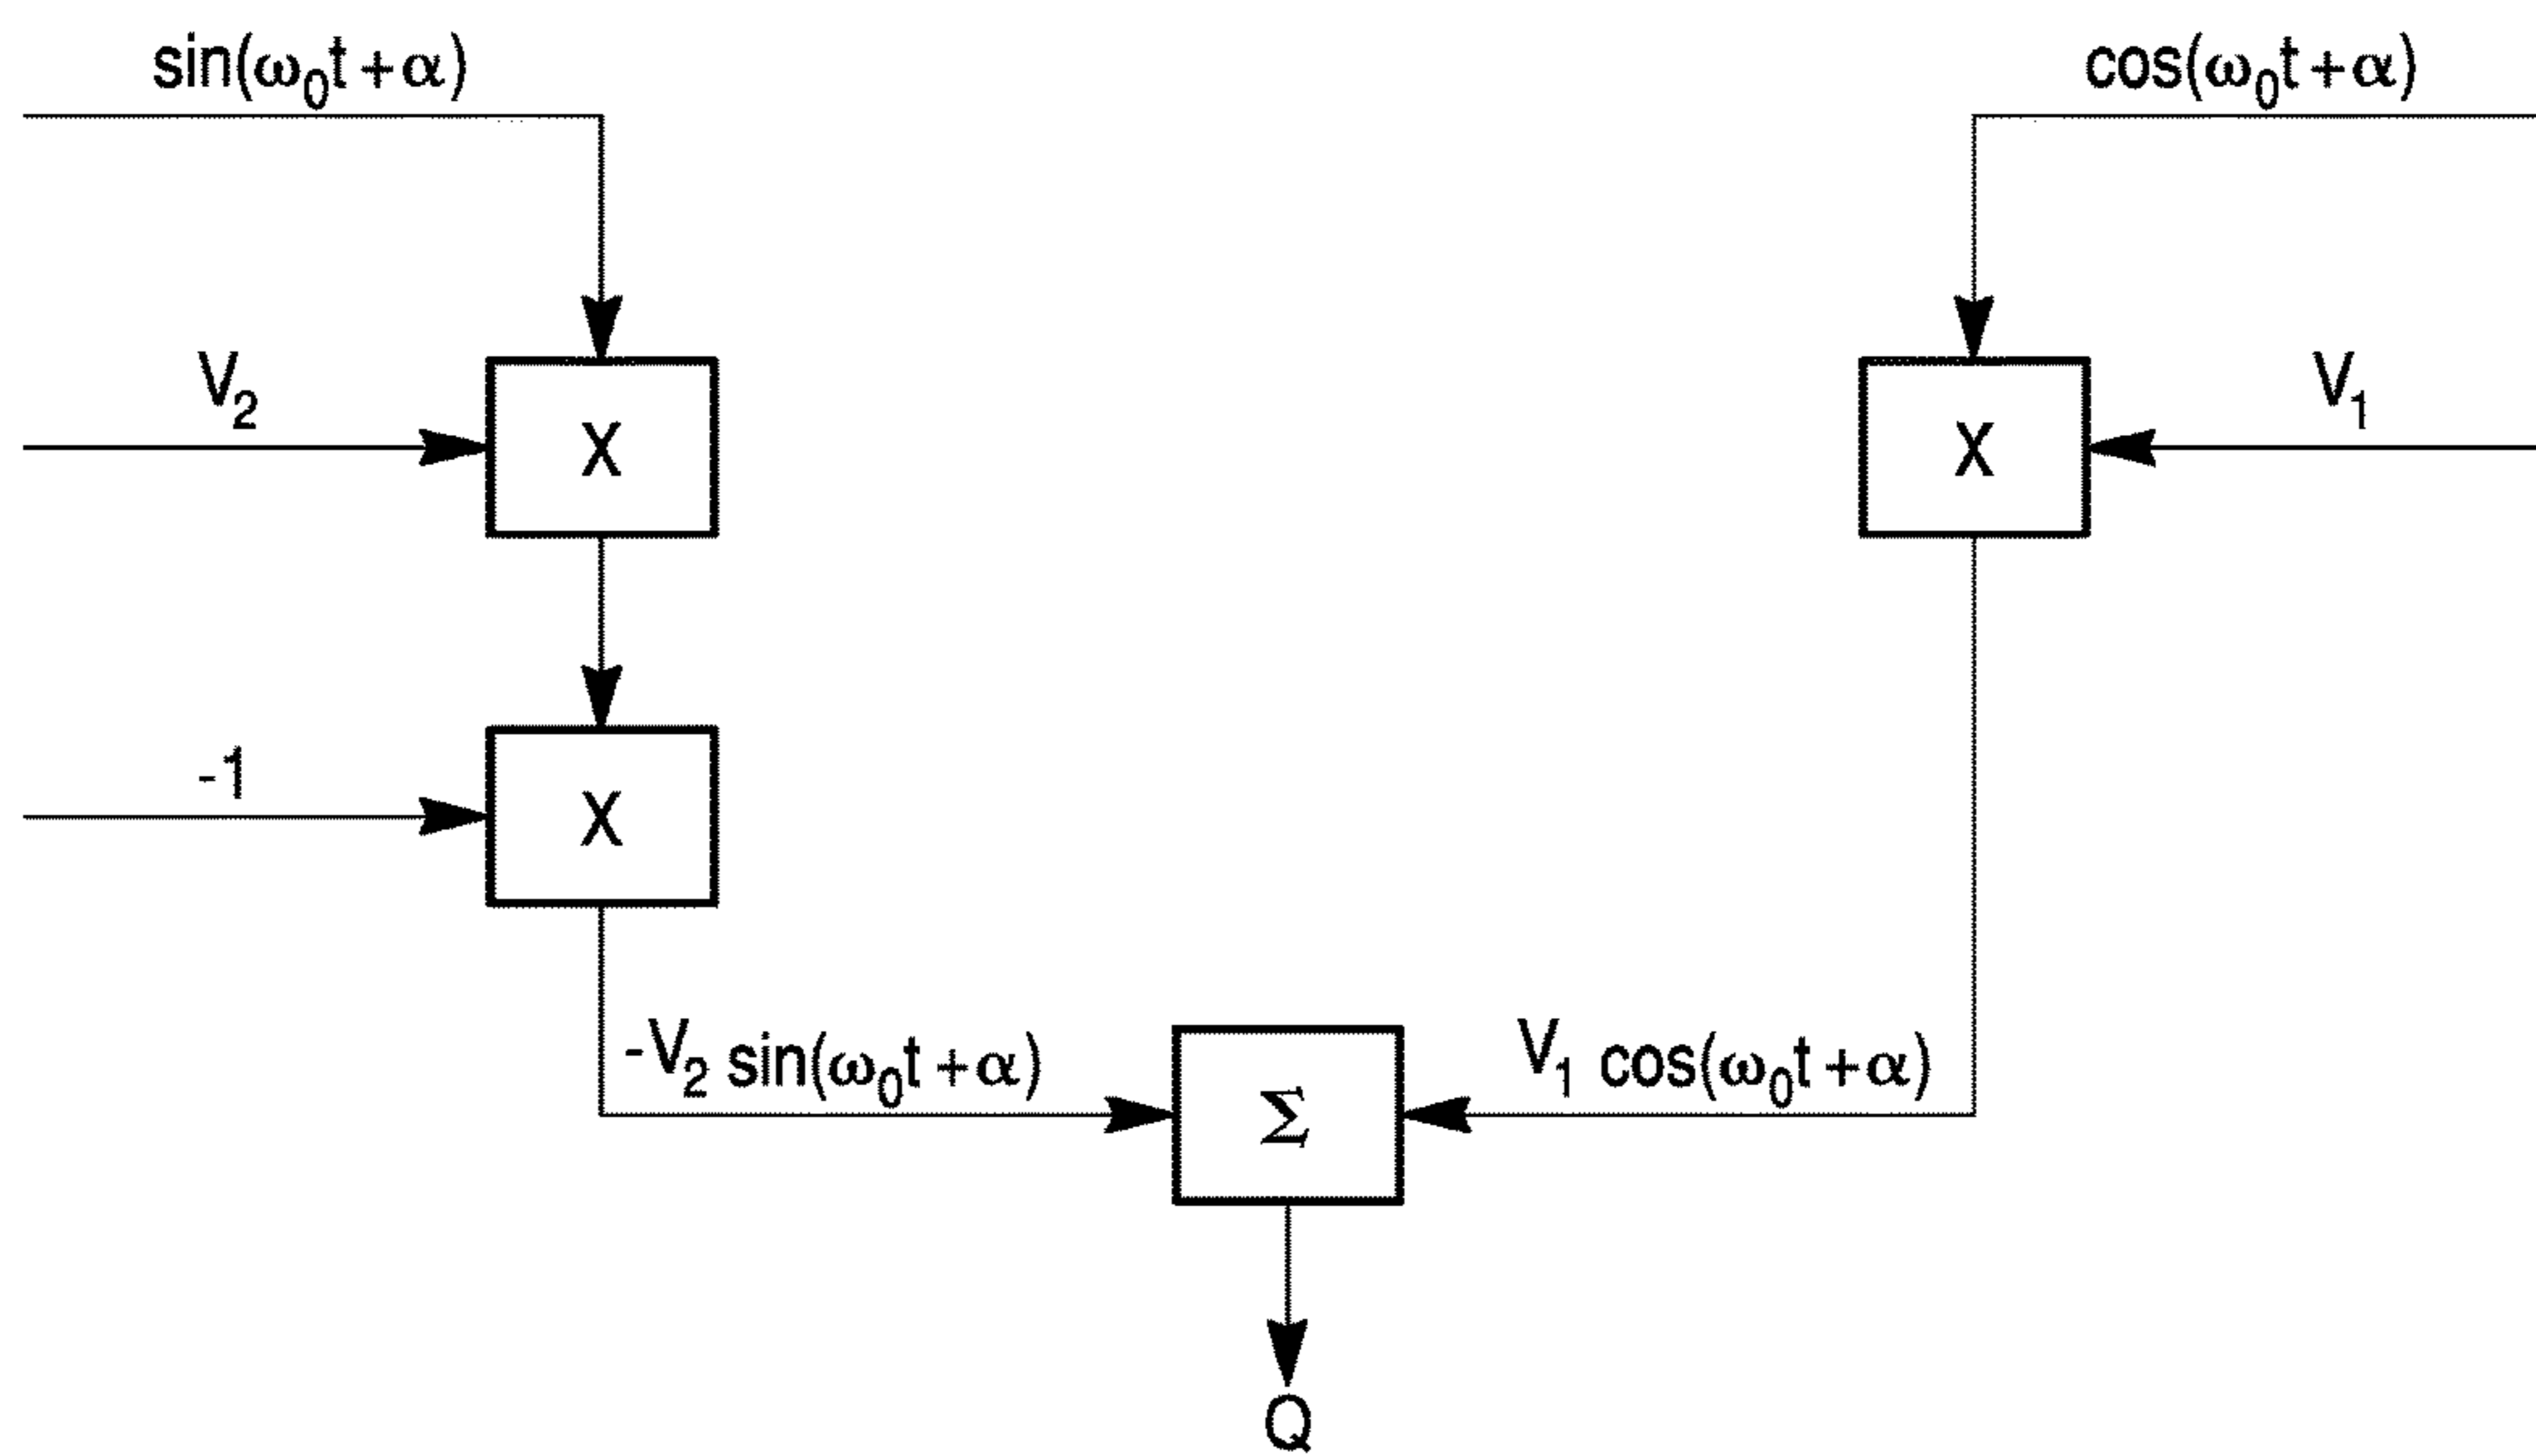 sin(ω₀t+α)
cos(ω₀t+α)
V₂
X
X
V₁
-1
X
-V₂ sin(ω₀t+α)
Σ
V₁ cos(ω₀t+α)
Q